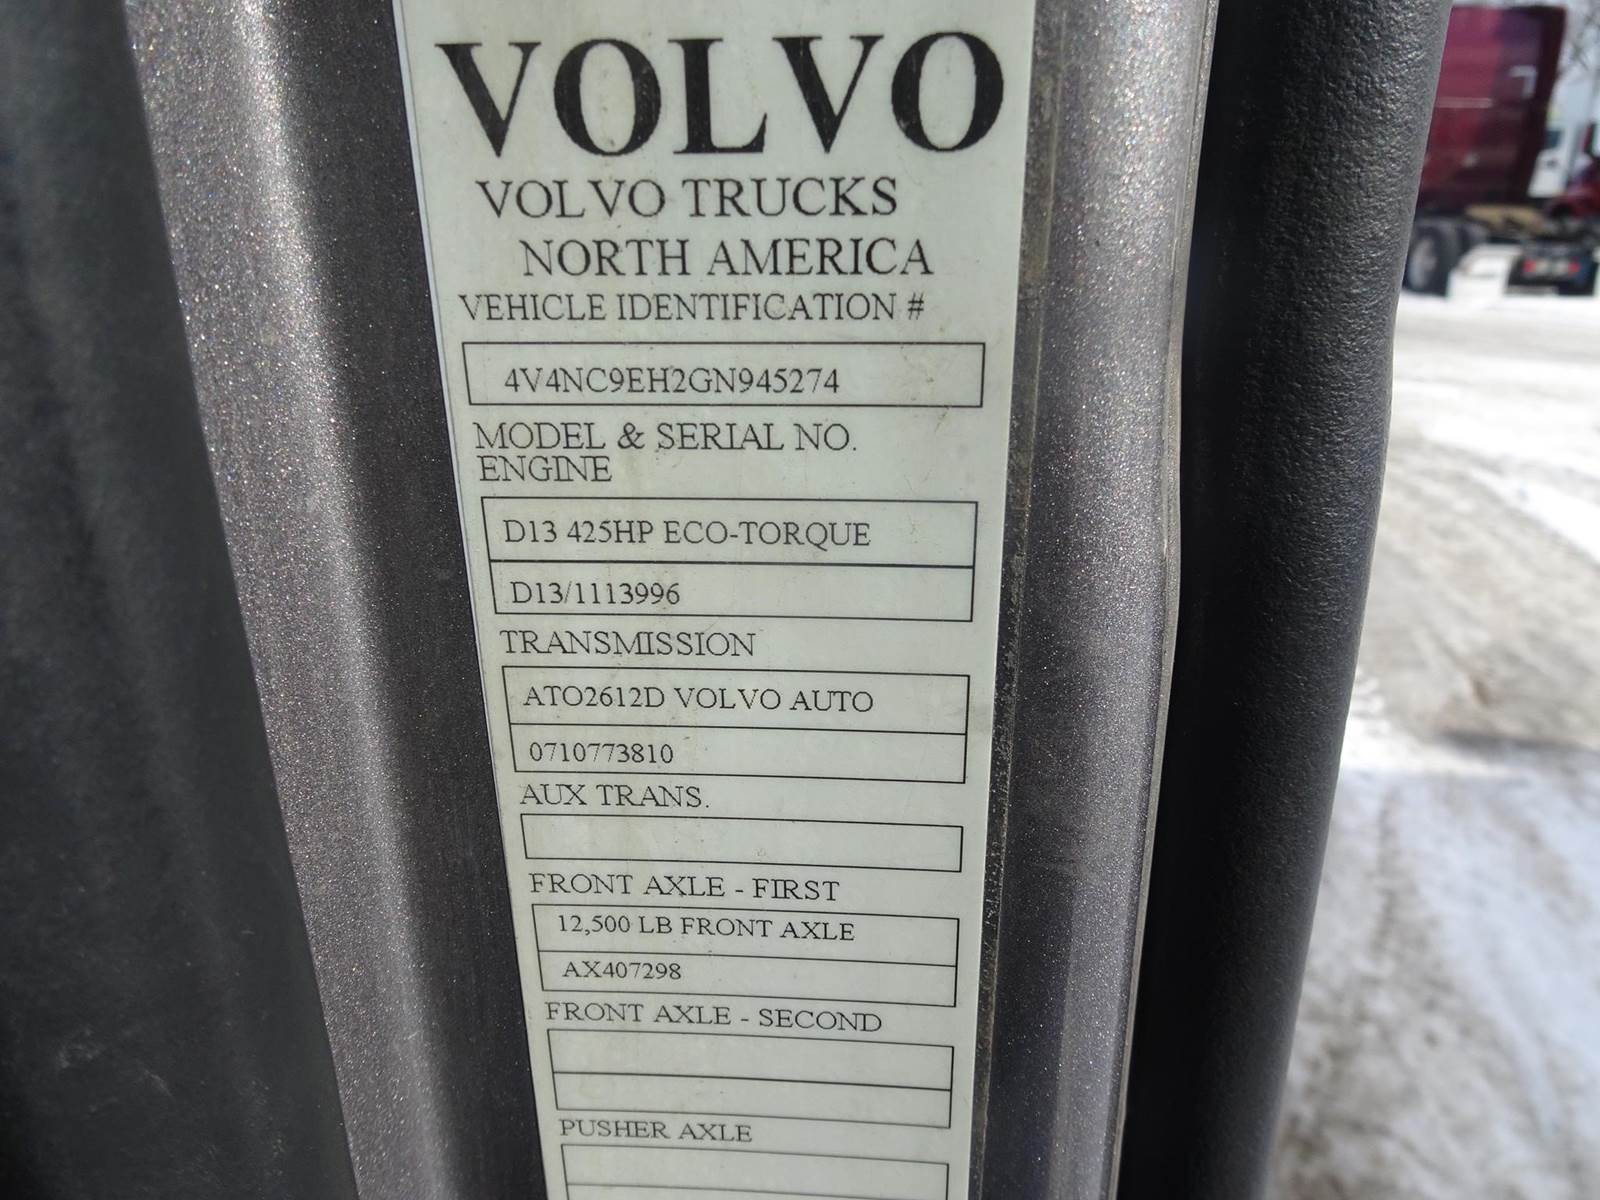 VOLVO
VOLVO TRUCKS
NORTH AMERICA
VEHICLE IDENTIFICATION #
4V4NC9EH2GN945274
MODEL & SERIAL NO.
ENGINE
D13 425HP ECO-TORQUE
D13/1113996
TRANSMISSION
ATO2612D VOLVO AUTO
0710773810
AUX TRANS.
FRONT AXLE - FIRST
12,500 LB FRONT AXLE
AX407298
FRONT AXLE - SECOND
PUSHER AXLE